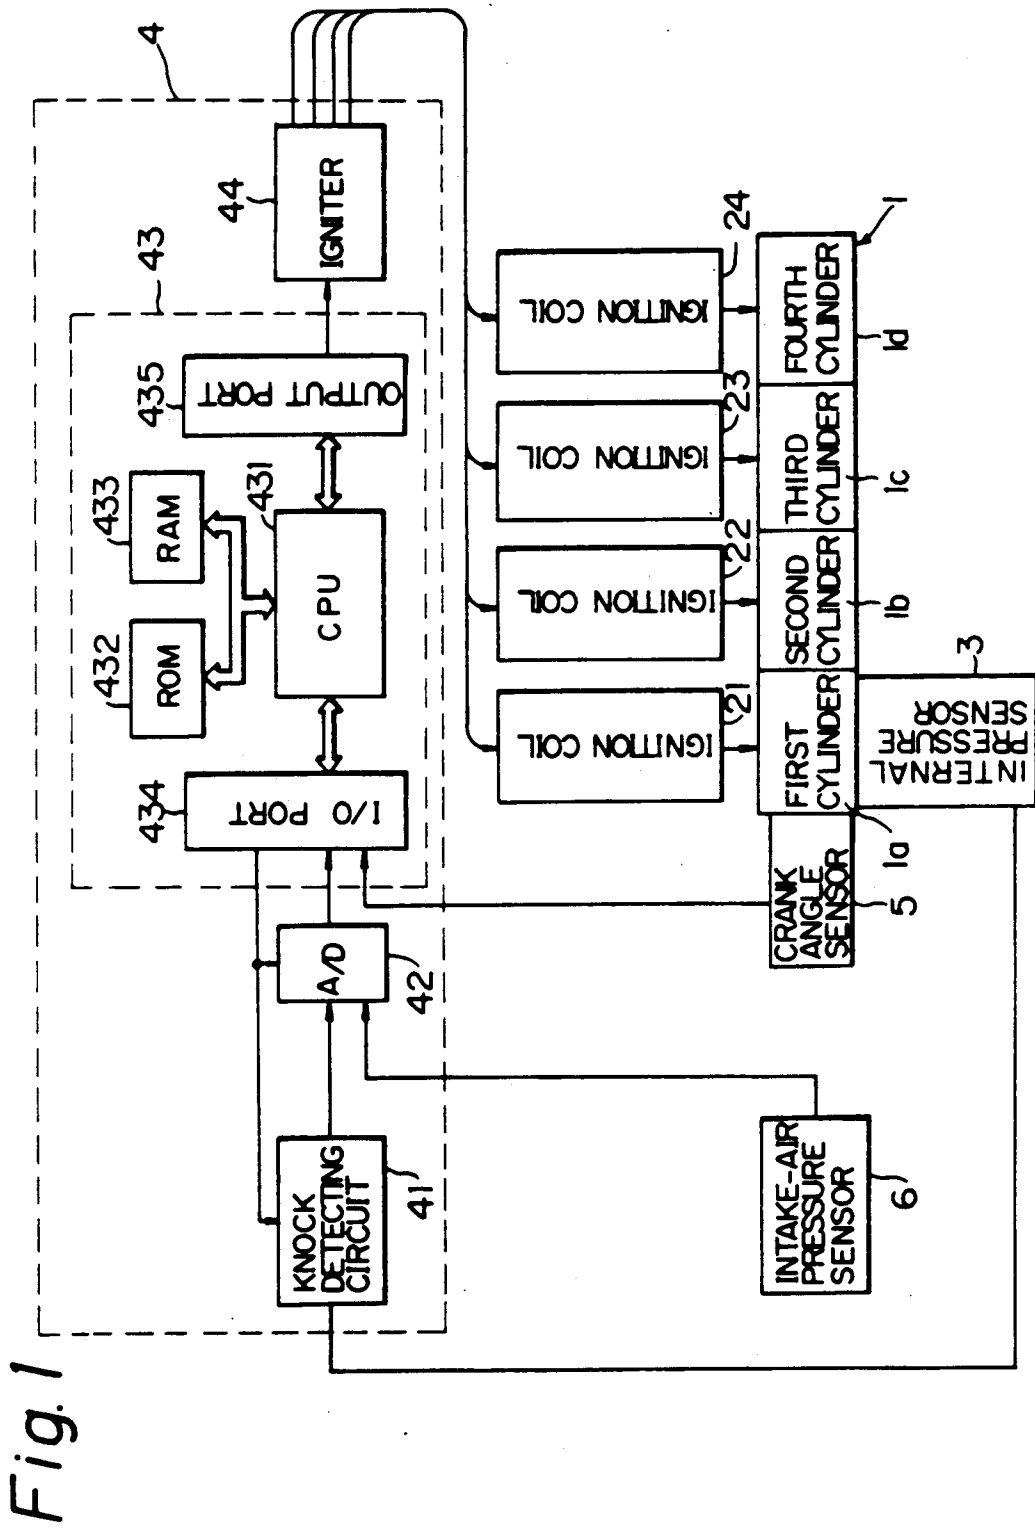 Fig. 1
4
43
44
IGNITER
435
OUTPUT PORT
433
RAM
432
ROM
431
CPU
434
I/O PORT
A/D
42
KNOCK
DETECTING
CIRCUIT
41
IGNITION COIL
21
IGNITION COIL
22
IGNITION COIL
23
IGNITION COIL
24
1
FIRST
CYLINDER
1a
SECOND
CYLINDER
1b
THIRD
CYLINDER
1c
FOURTH
CYLINDER
1d
CRANK
ANGLE
SENSOR
5
INTERNAL
PRESSURE
SENSOR
3
INTAKE-AIR
PRESSURE
SENSOR
6